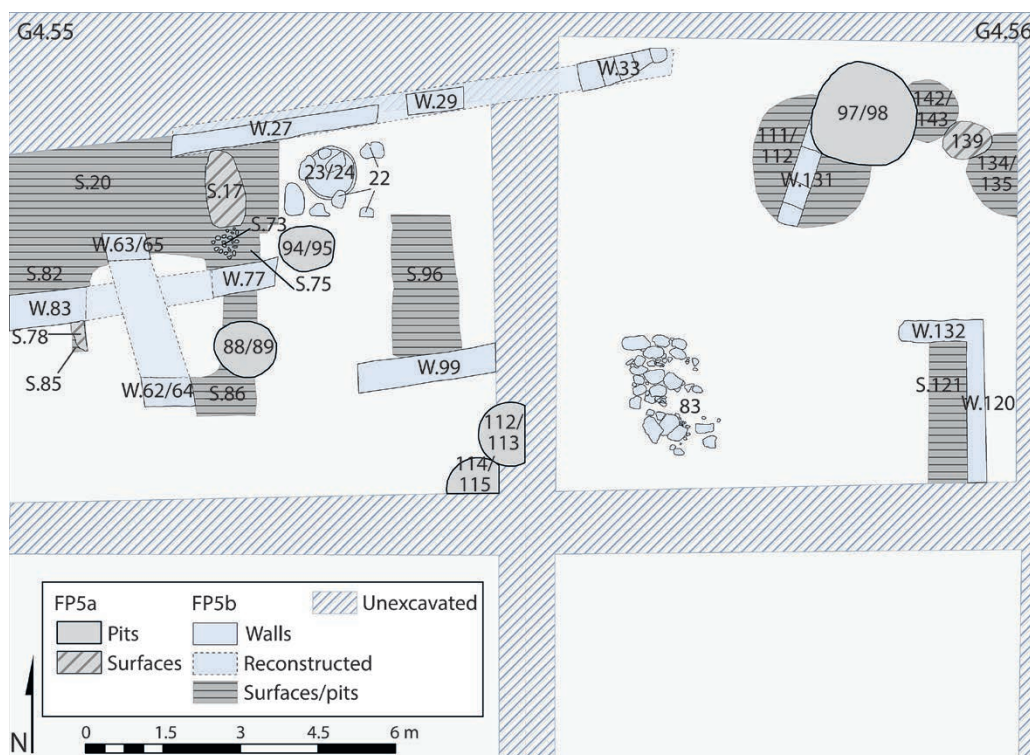 G4.55
G4.56
W.33
W.29
W.27
97/98
142/
143
139
134/
135
111/
112
W.131
23/24
22
S.20
S.17
S.73
94/95
W.63/65
S.75
S.82
W.77
S.96
W.83
S.78
88/89
S.85
W.62/64
S.86
W.99
W.132
S.121
W.120
83
112/
113
114/
115
FP5a
FP5b
Unexcavated
Pits
Walls
Surfaces
Reconstructed
Surfaces/pits
N
0 1.5 3 4.5 6 m